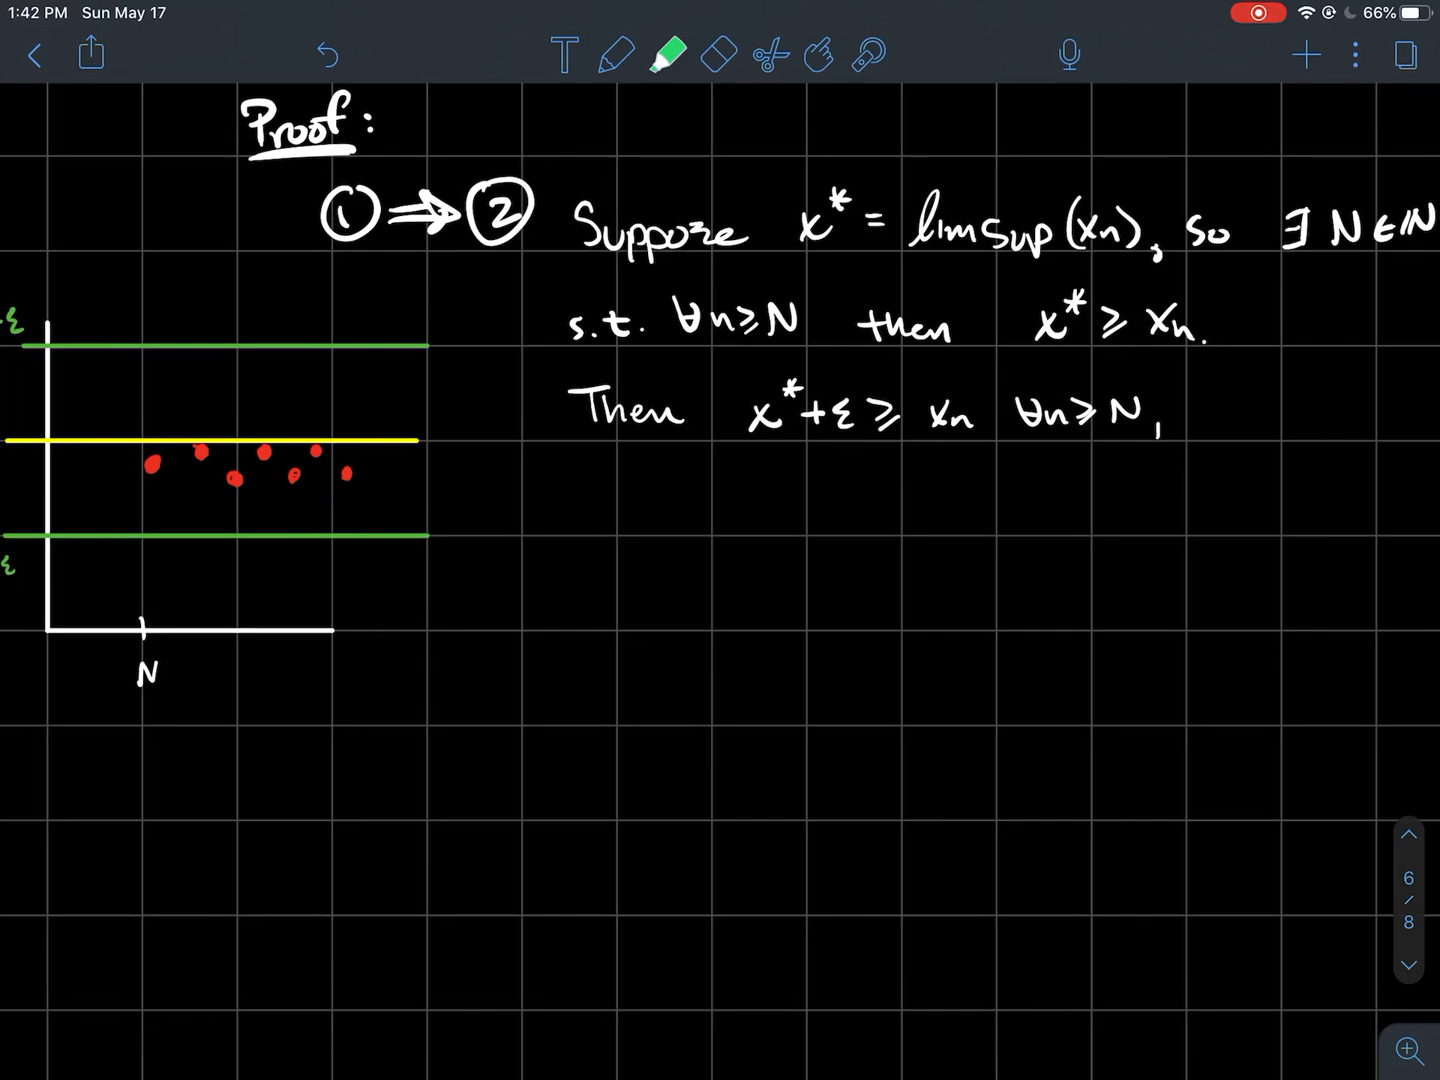 1:42 PM Sun May 17
66%
T
Proof:
① ⇒ ② Suppose x* = limsup(xn), so ∃ N ∈ ℕ
s.t. ∀n ≥ N then x* ≥ xn.
Then x* + ε ≥ xn ∀n ≥ N,
-ε
ε
N
6
/
8